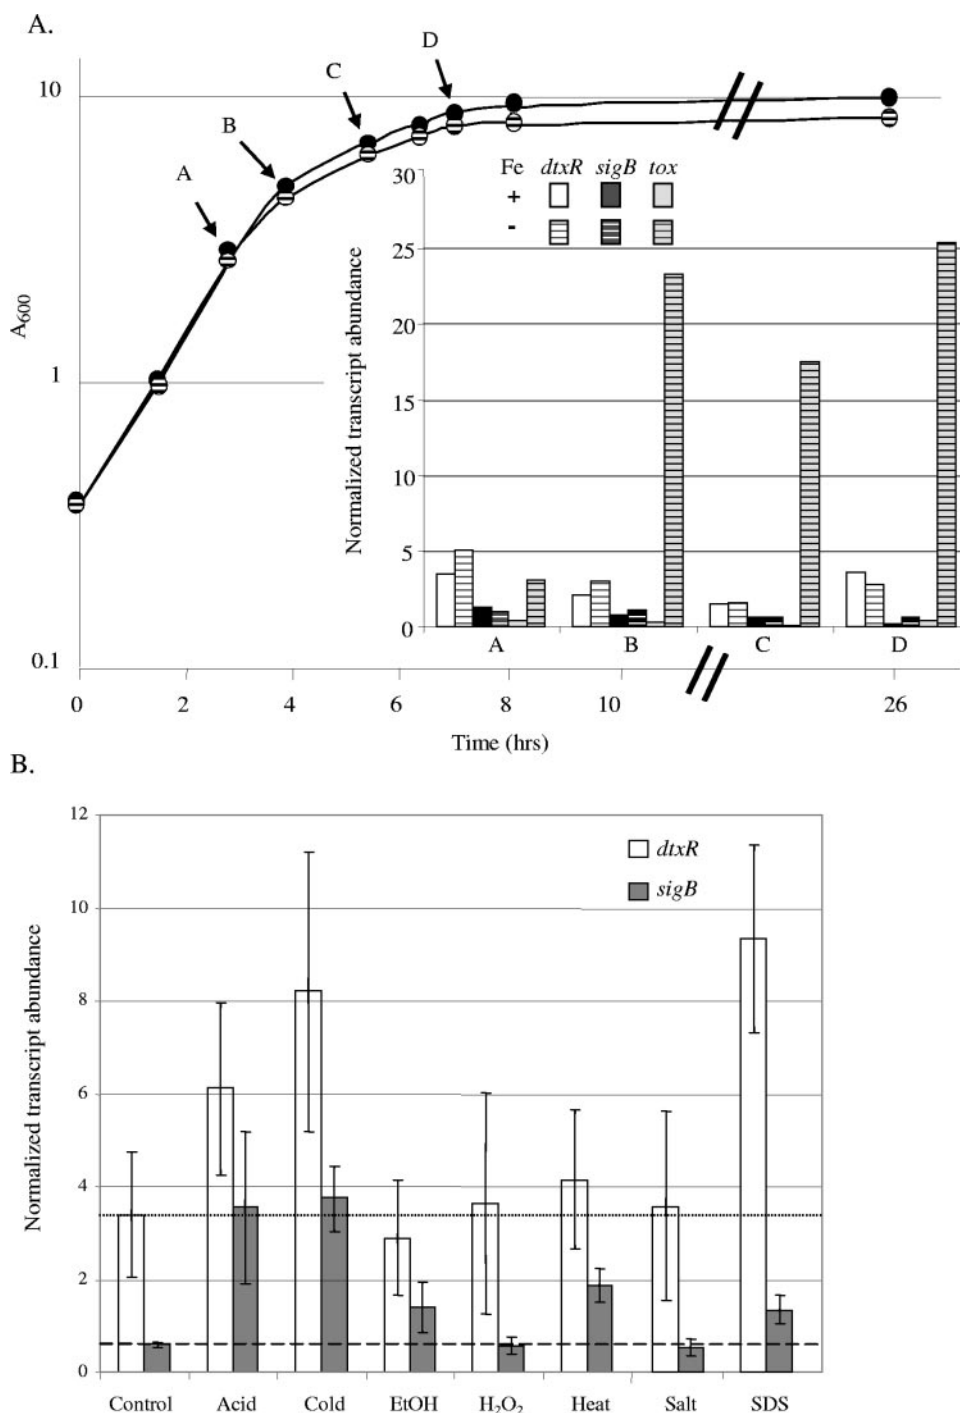 A.
10
1
0.1
A600
A
B
C
D
Fe dtxR sigB tox
+
-
30
25
20
15
10
5
0
Normalized transcript abundance
A B C D
0 2 4 6 8 10 26
Time (hrs)
B.
12
10
8
6
4
2
0
Normalized transcript abundance
dtxR
sigB
Control Acid Cold EtOH H2O2 Heat Salt SDS